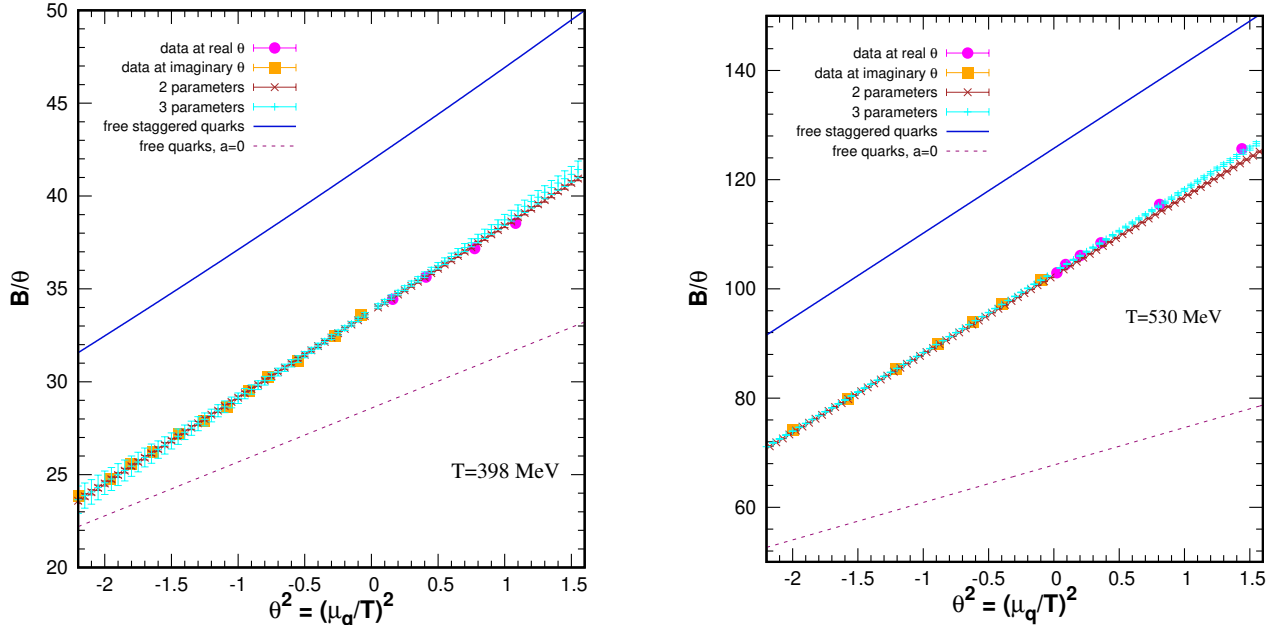 50
45
40
35
30
25
20
B/θ
data at real θ
data at imaginary θ
2 parameters
3 parameters
free staggered quarks
free quarks, a=0
T=398 MeV
-2 -1.5 -1 -0.5 0 0.5 1 1.5
θ^2 = (μq/T)^2
140
120
100
80
60
B/θ
data at real θ
data at imaginary θ
2 parameters
3 parameters
free staggered quarks
free quarks, a=0
T=530 MeV
-2 -1.5 -1 -0.5 0 0.5 1 1.5
θ^2 = (μq/T)^2